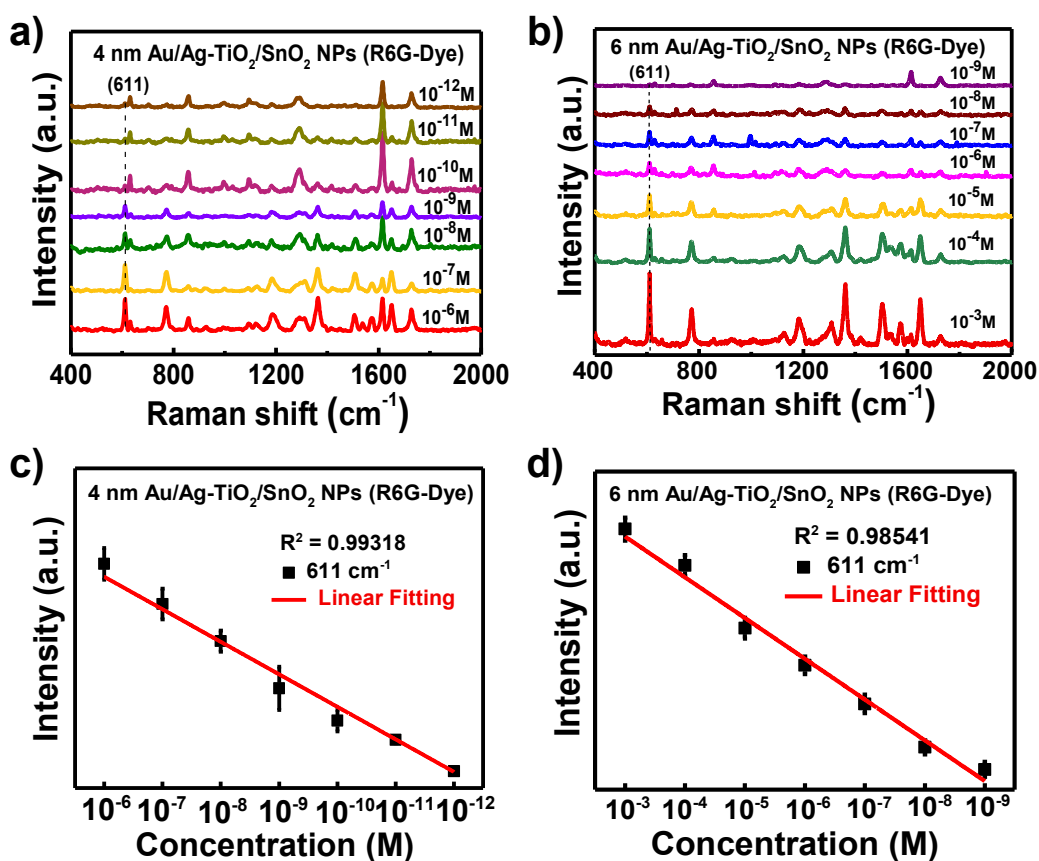 a)
4 nm Au/Ag-TiO₂/SnO₂ NPs (R6G-Dye)
(611)
10⁻¹²M
10⁻¹¹M
10⁻¹⁰M
10⁻⁹M
10⁻⁸M
10⁻⁷M
10⁻⁶M
Intensity (a.u.)
400 800 1200 1600 2000
Raman shift (cm⁻¹)
b)
6 nm Au/Ag-TiO₂/SnO₂ NPs (R6G-Dye)
(611)
10⁻⁹M
10⁻⁸M
10⁻⁷M
10⁻⁶M
10⁻⁵M
10⁻⁴M
10⁻³M
Intensity (a.u.)
400 800 1200 1600 2000
Raman shift (cm⁻¹)
c)
4 nm Au/Ag-TiO₂/SnO₂ NPs (R6G-Dye)
R² = 0.99318
611 cm⁻¹
Linear Fitting
Intensity (a.u.)
10⁻⁶ 10⁻⁷ 10⁻⁸ 10⁻⁹ 10⁻¹⁰ 10⁻¹¹ 10⁻¹²
Concentration (M)
d)
6 nm Au/Ag-TiO₂/SnO₂ NPs (R6G-Dye)
R² = 0.98541
611 cm⁻¹
Linear Fitting
Intensity (a.u.)
10⁻³ 10⁻⁴ 10⁻⁵ 10⁻⁶ 10⁻⁷ 10⁻⁸ 10⁻⁹
Concentration (M)